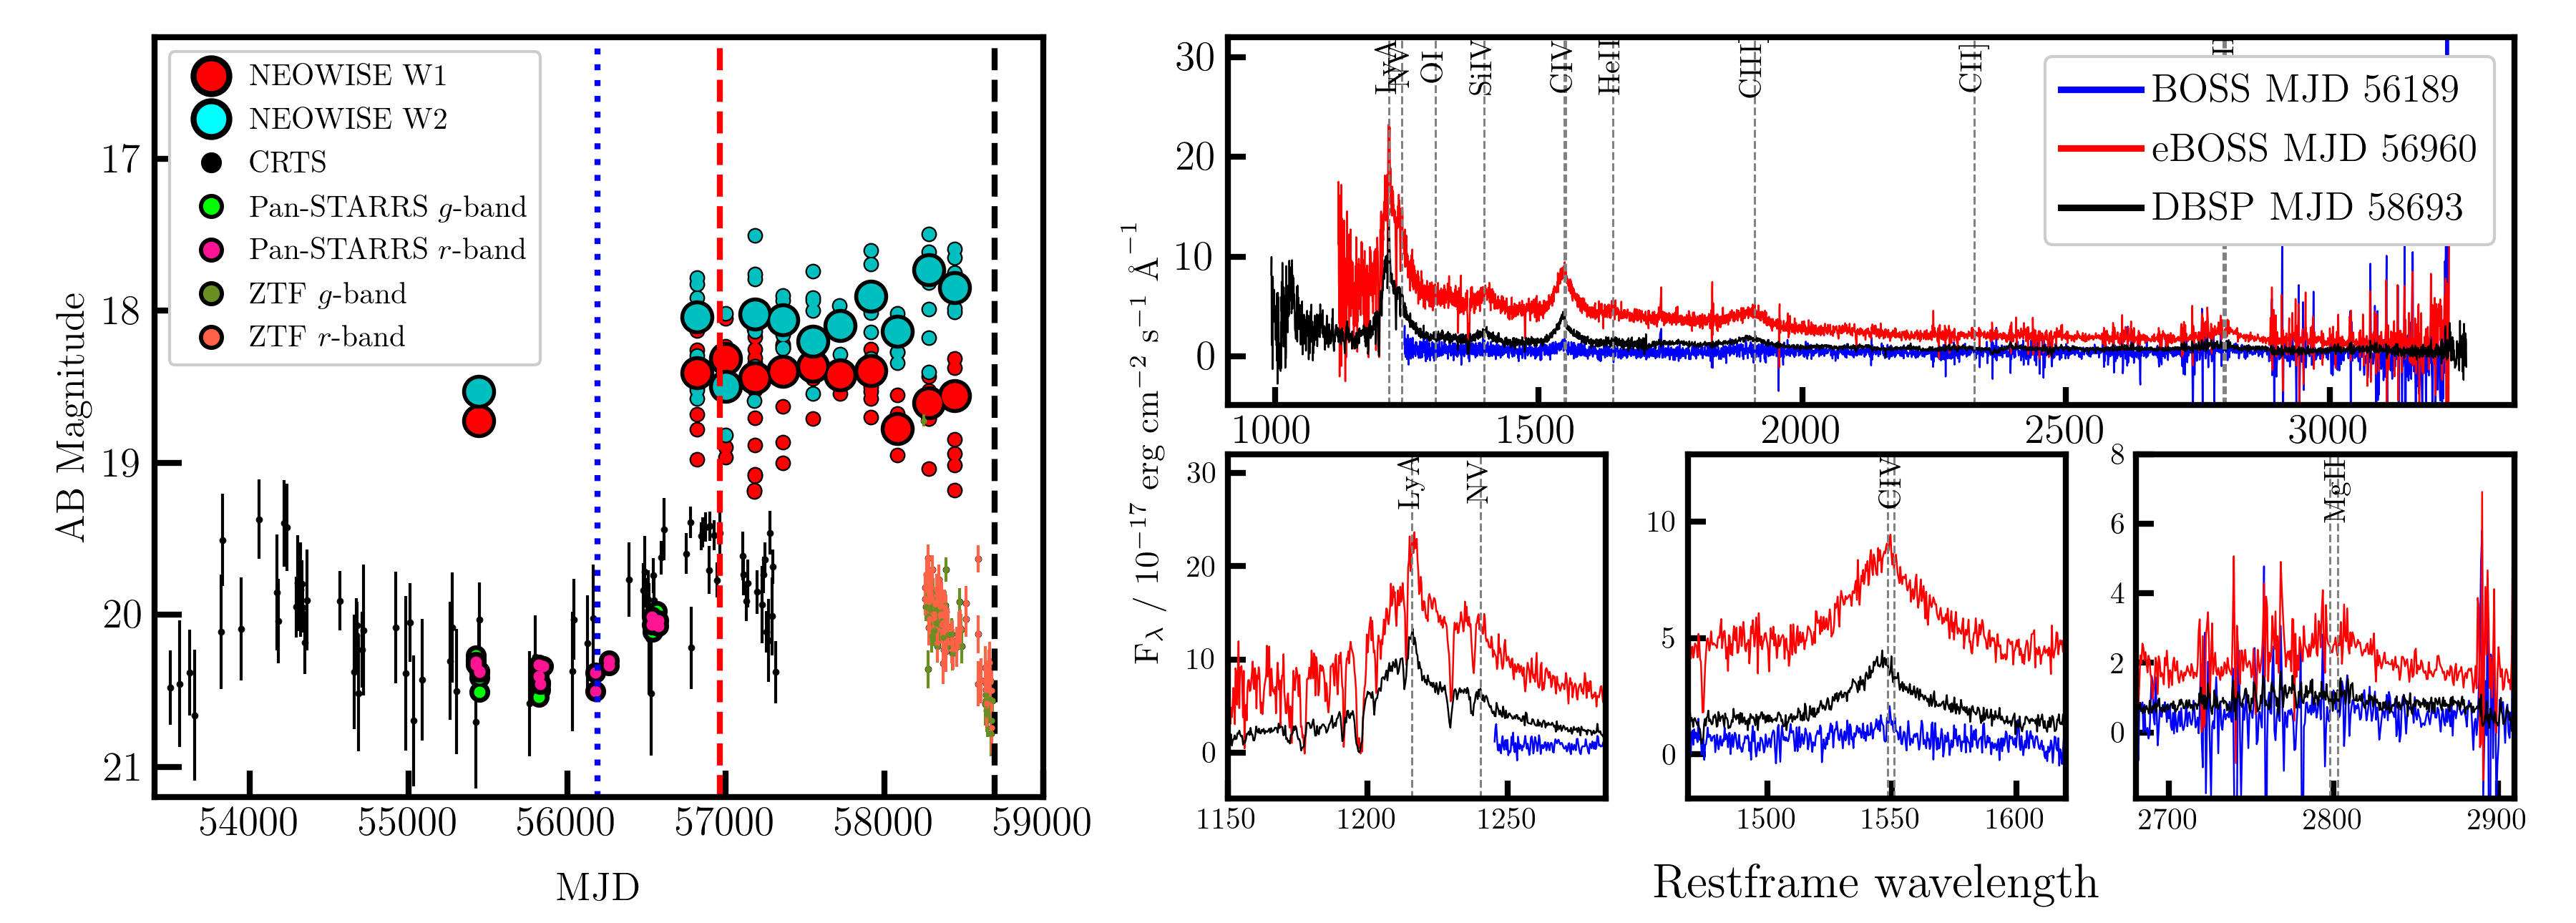 NEOWISE W1
NEOWISE W2
CRTS
Pan-STARRS g-band
Pan-STARRS r-band
ZTF g-band
ZTF r-band
17
18
19
20
21
AB Magnitude
54000
55000
56000
57000
58000
59000
MJD
30
20
10
0
LyA
NV
OI
SiIV
CIV
HeII
CIII]
CII]
BOSS MJD 56189
eBOSS MJD 56960
DBSP MJD 58693
1000
1500
2000
2500
3000
Fλ / 10⁻¹⁷ erg cm⁻² s⁻¹ Å⁻¹
30
20
10
0
LyA
NV
1150
1200
1250
10
5
0
CIV
1500
1550
1600
8
6
4
2
0
MgII
2700
2800
2900
Restframe wavelength